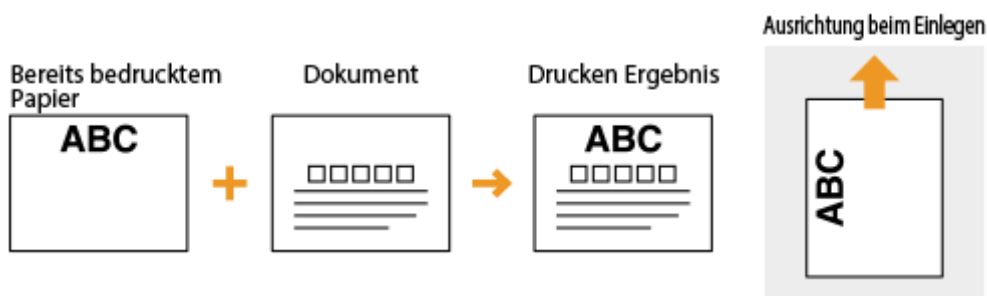 Ausrichtung beim Einlegen
Bereits bedrucktem
Papier
Dokument
Drucken Ergebnis
ABC
ABC
ABC